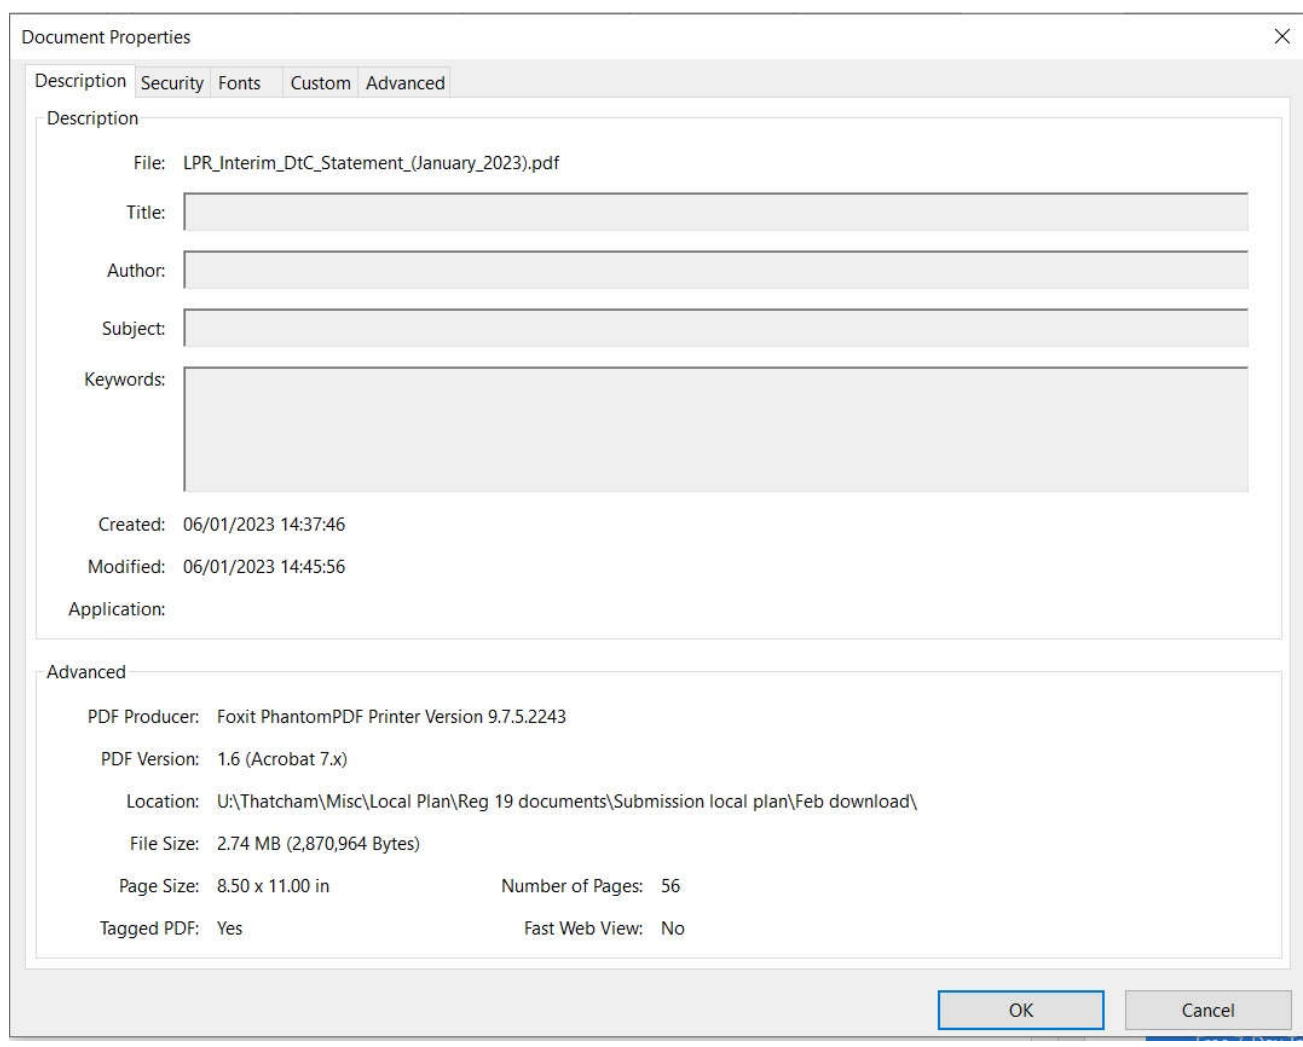 Document Properties
Description Security Fonts Custom Advanced
Description
File: LPR_Interim_DtC_Statement_(January_2023).pdf
Title:
Author:
Subject:
Keywords:
Created: 06/01/2023 14:37:46
Modified: 06/01/2023 14:45:56
Application:
Advanced
PDF Producer: Foxit PhantomPDF Printer Version 9.7.5.2243
PDF Version: 1.6 (Acrobat 7.x)
Location: U:\Thatcham\Misc\Local Plan\Reg 19 documents\Submission local plan\Feb download\
File Size: 2.74 MB (2,870,964 Bytes)
Page Size: 8.50 x 11.00 in Number of Pages: 56
Tagged PDF: Yes Fast Web View: No
OK Cancel